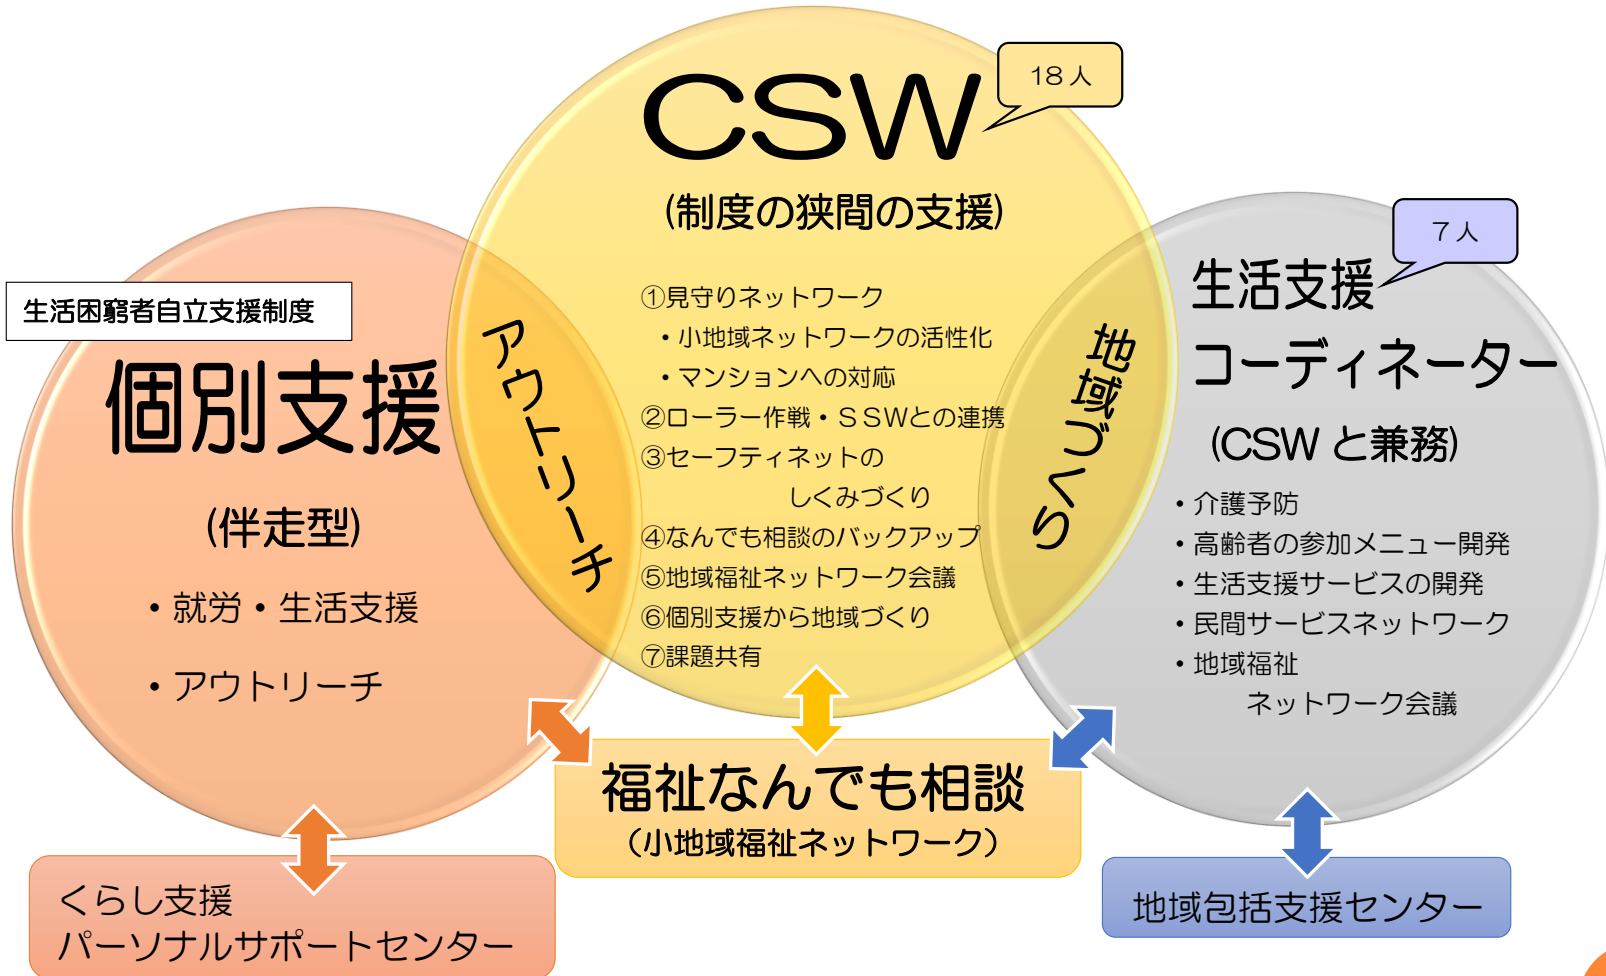 18人
CSW
(制度の狭間の支援)
①見守りネットワーク
・小地域ネットワークの活性化
・マンションへの対応
②ローラー作戦・ＳＳＷとの連携
③セーフティネットの
しくみづくり
④なんでも相談のバックアップ
⑤地域福祉ネットワーク会議
⑥個別支援から地域づくり
⑦課題共有
生活困窮者自立支援制度
個別支援
(伴走型)
・就労・生活支援
・アウトリーチ
アウトリーチ
地域づくり
７人
生活支援
コーディネーター
(CSWと兼務)
・介護予防
・高齢者の参加メニュー開発
・生活支援サービスの開発
・民間サービスネットワーク
・地域福祉
ネットワーク会議
福祉なんでも相談
（小地域福祉ネットワーク）
くらし支援
パーソナルサポートセンター
地域包括支援センター